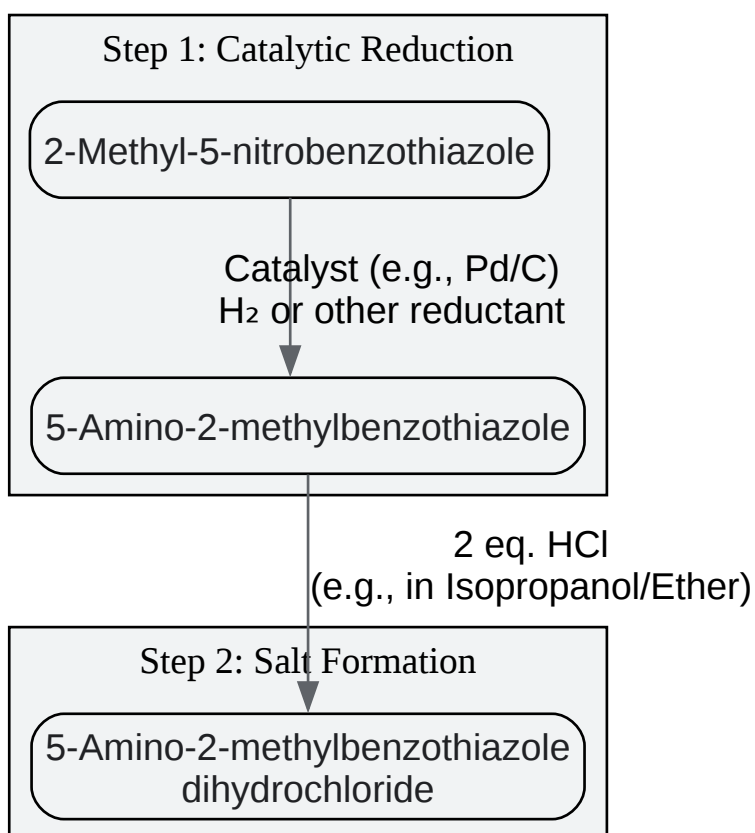 Step 1: Catalytic Reduction
2-Methyl-5-nitrobenzothiazole
Catalyst (e.g., Pd/C)
H₂ or other reductant
5-Amino-2-methylbenzothiazole
2 eq. HCl
(e.g., in Isopropanol/Ether)
Step 2: Salt Formation
5-Amino-2-methylbenzothiazole
dihydrochloride